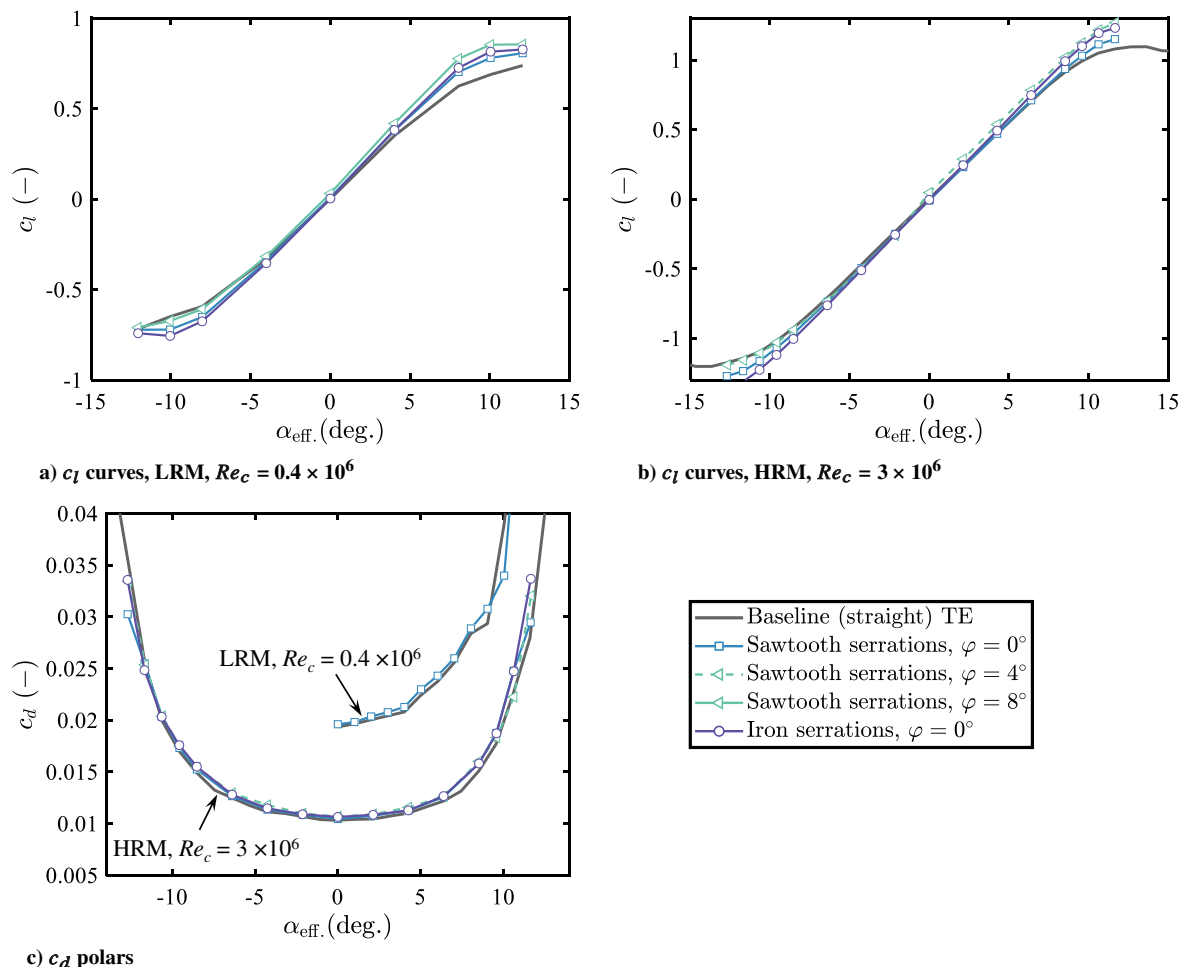 1
0.5
0
-0.5
-1
-15 -10 -5 0 5 10 15
c_l (−)
α_eff.(deg.)
a) c_l curves, LRM, Re_c = 0.4 × 10^6
1
0.5
0
-0.5
-1
-15 -10 -5 0 5 10 15
c_l (−)
α_eff.(deg.)
b) c_l curves, HRM, Re_c = 3 × 10^6
0.04
0.035
0.03
0.025
0.02
0.015
0.01
0.005
-10 -5 0 5 10
c_d (−)
α_eff.(deg.)
LRM, Re_c = 0.4 ×10^6
HRM, Re_c = 3 ×10^6
c) c_d polars
Baseline (straight) TE
Sawtooth serrations, φ = 0°
Sawtooth serrations, φ = 4°
Sawtooth serrations, φ = 8°
Iron serrations, φ = 0°